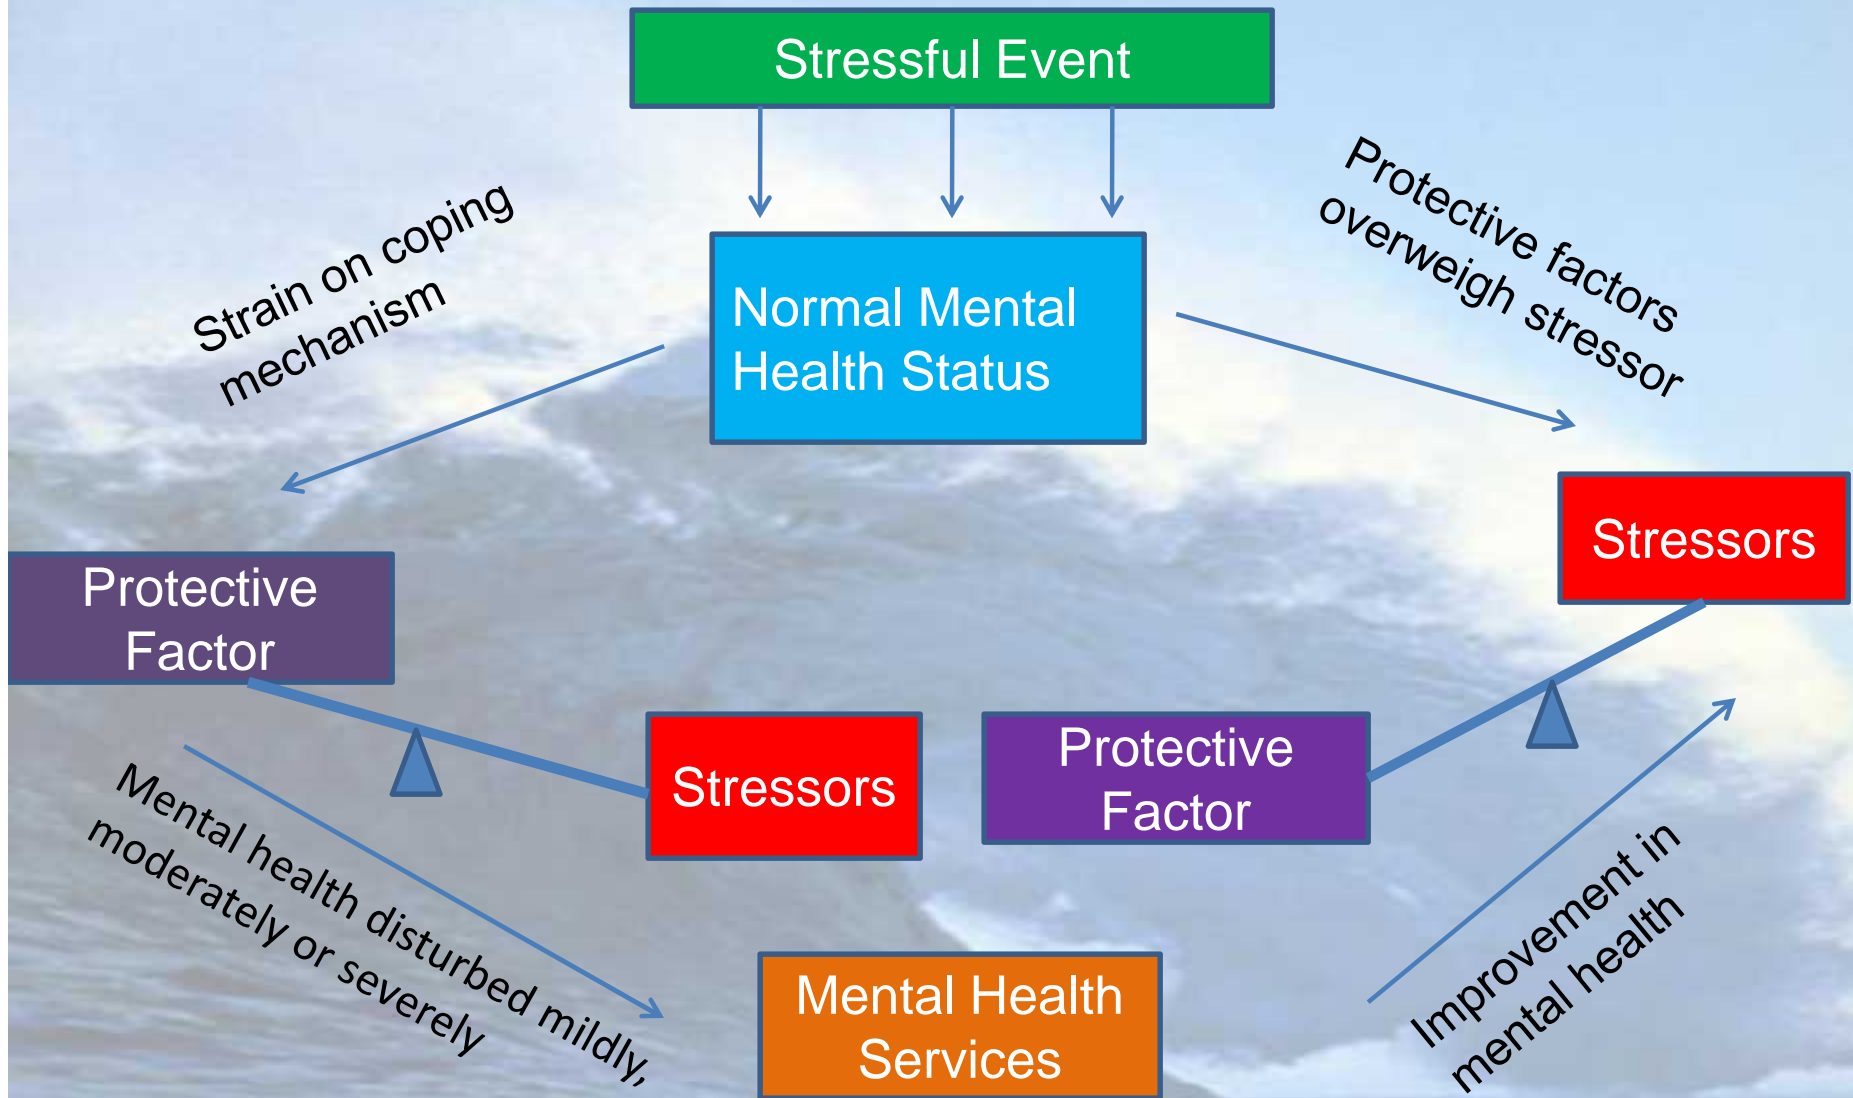 Stressful Event
Strain on coping
mechanism
Normal Mental
Health Status
Protective factors
overweigh stressor
Protective
Factor
Stressors
Protective
Factor
Stressors
Mental health disturbed mildly,
moderately or severely
Mental Health
Services
Improvement in
mental health